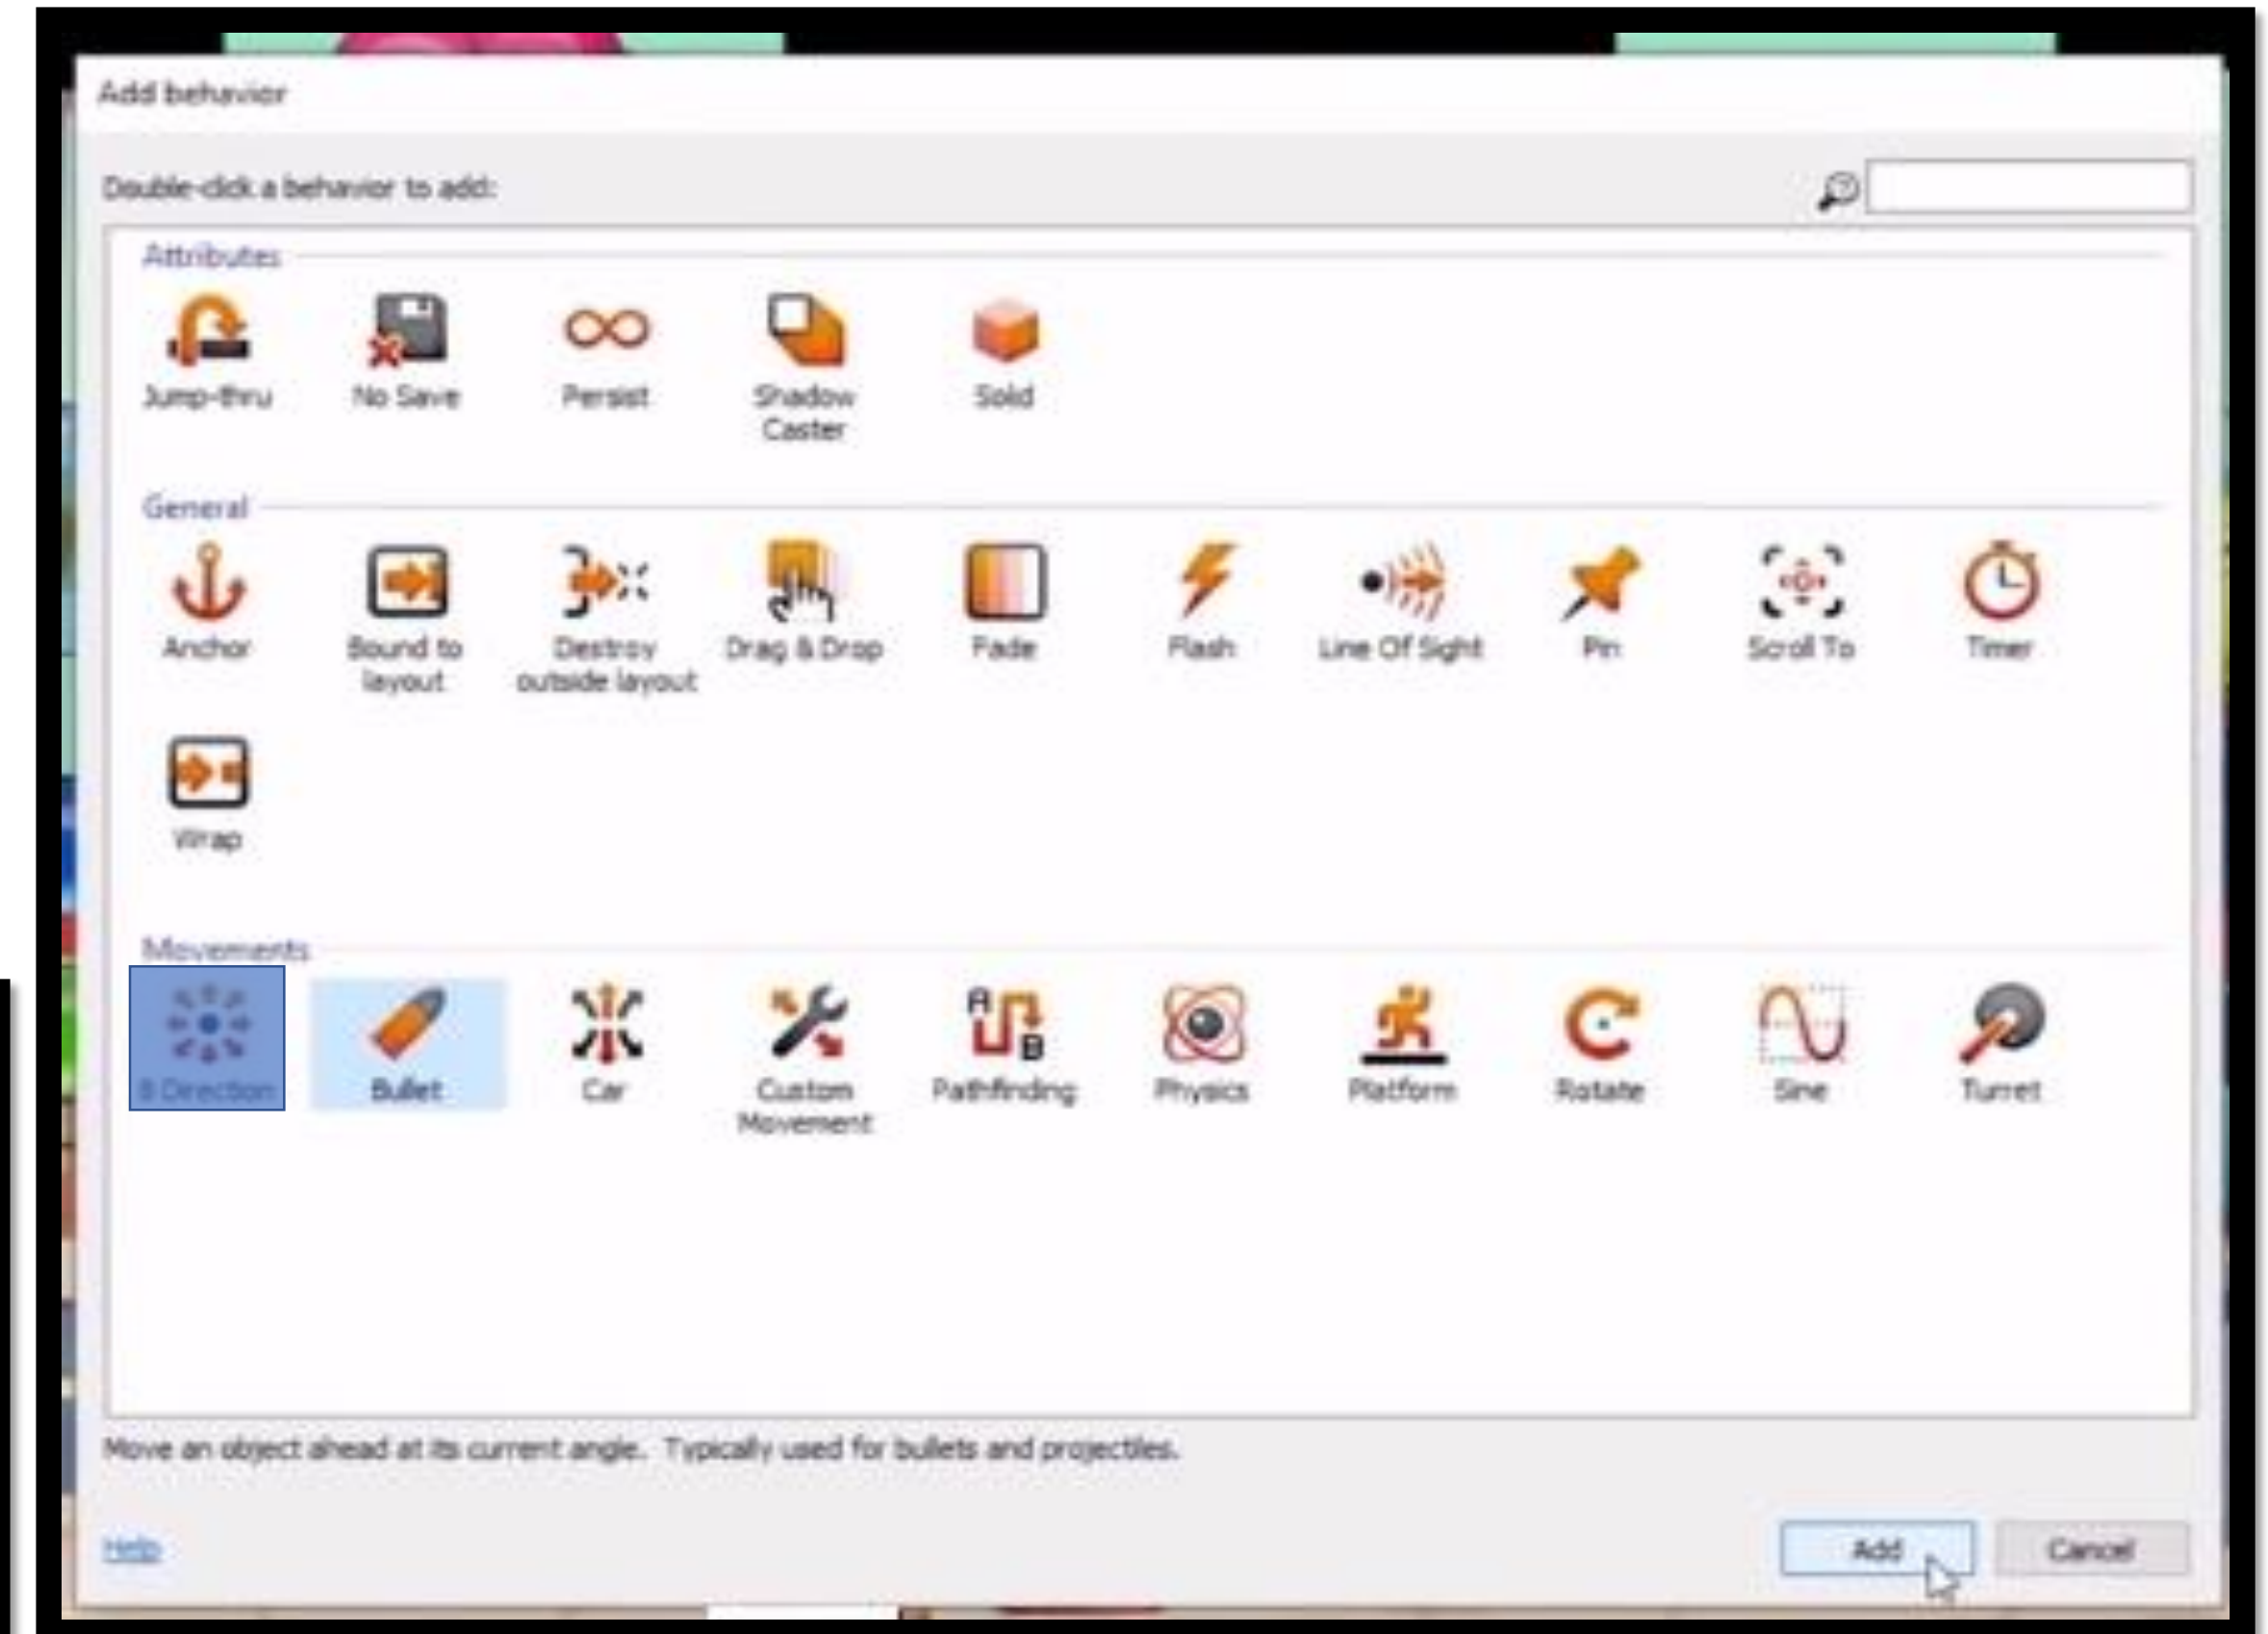 Add behavior
Double-click a behavior to add:
Attributes
Jump-thru No Save Persist Shadow Caster Solid
General
Anchor Bound to layout Destroy outside layout Drag & Drop Fade Flash Line Of Sight Pin Scroll To Timer
Wrap
Movements
8 Direction Bullet Car Custom Movement Pathfinding Physics Platform Rotate Sine Turret
A
B
Move an object ahead at its current angle. Typically used for bullets and projectiles.
Help
Add Cancel